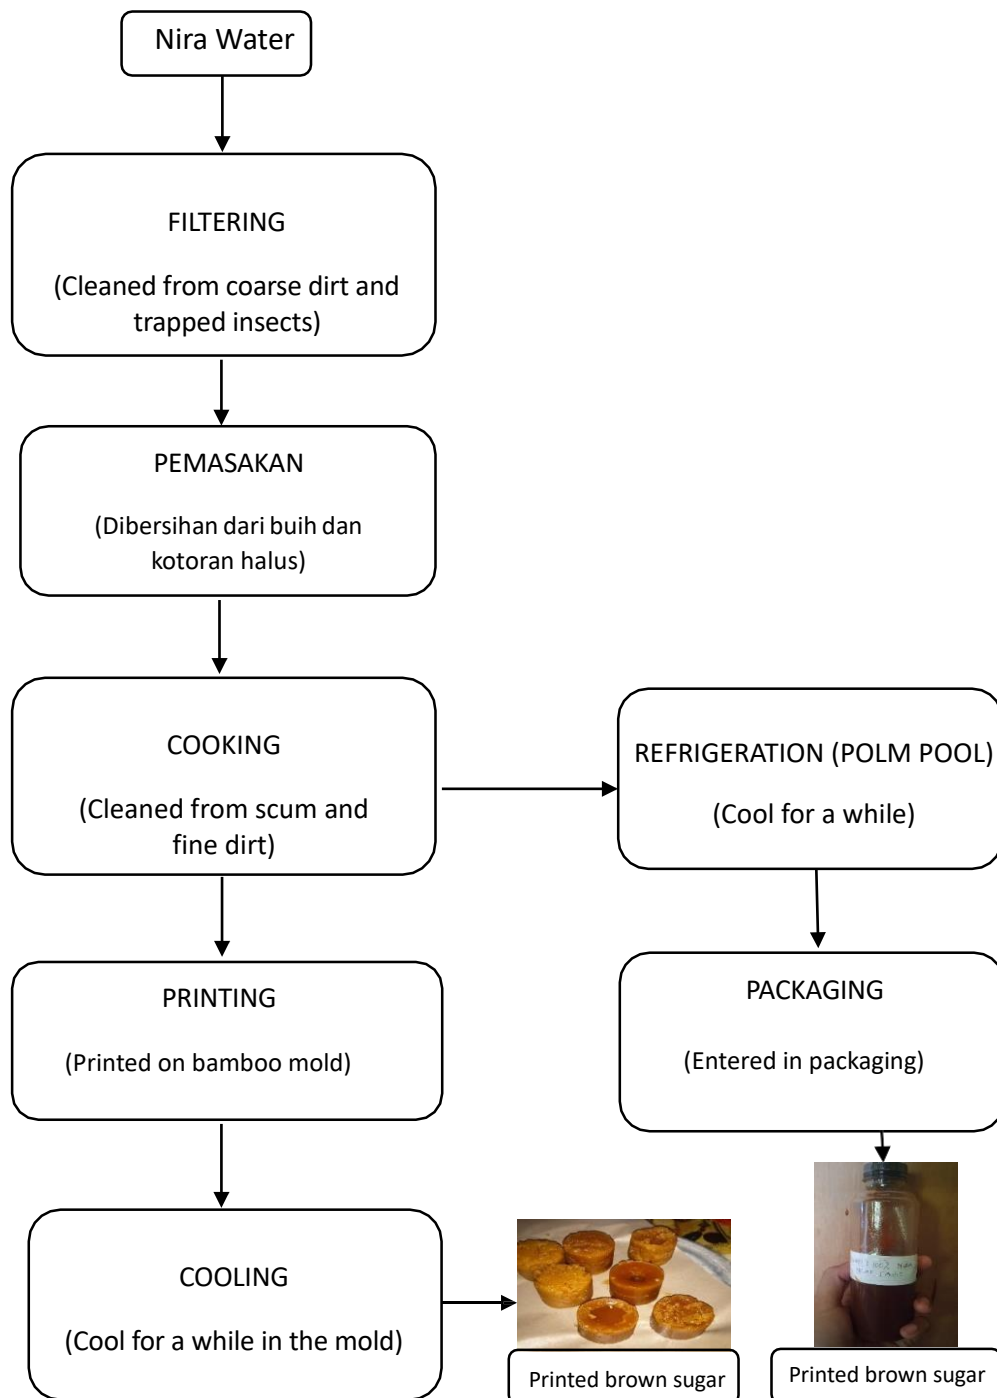 Nira Water
FILTERING
(Cleaned from coarse dirt and
trapped insects)
PEMASAKAN
(Dibersihan dari buih dan
kotoran halus)
COOKING
(Cleaned from scum and
fine dirt)
REFRIGERATION (POLM POOL)
(Cool for a while)
PRINTING
(Printed on bamboo mold)
PACKAGING
(Entered in packaging)
COOLING
(Cool for a while in the mold)
Printed brown sugar
Printed brown sugar